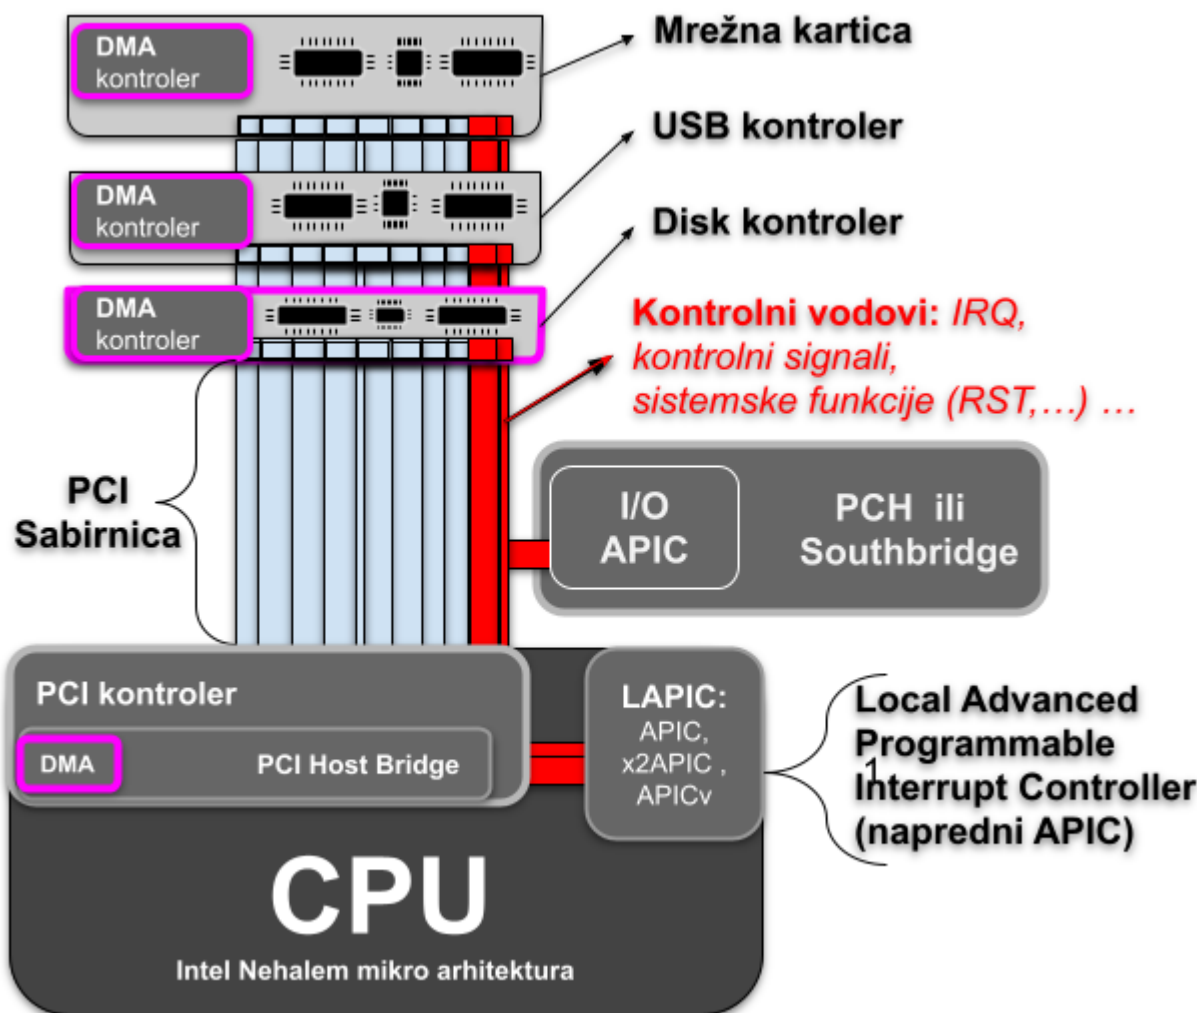 DMA
kontroler
Mrežna kartica
DMA
kontroler
USB kontroler
DMA
kontroler
Disk kontroler
Kontrolni vodovi: IRQ,
kontrolni signali,
sistemske funkcije (RST,...) ...
PCI
Sabirnica
I/O
APIC
PCH ili
Southbridge
PCI kontroler
DMA
PCI Host Bridge
LAPIC:
APIC,
x2APIC ,
APICv
Local Advanced
Programmable
1
Interrupt Controller
(napredni APIC)
CPU
Intel Nehalem mikro arhitektura